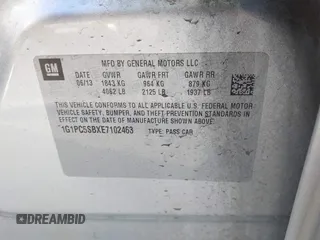 GM
MFG BY GENERAL MOTORS LLC
DATE GVWR GAWR FRT GAWR RR
06/13 1843 KG 964 KG 879 KG
4062 LB 2125 LB 1937 LB
THIS VEHICLE CONFORMS TO ALL APPLICABLE U.S. FEDERAL MOTOR
VEHICLE SAFETY, BUMPER, AND THEFT PREVENTION STANDARDS IN
EFFECT ON THE DATE OF MANUFACTURE SHOWN ABOVE.
1G1PC5SBXE7102463 TYPE: PASS CAR
DREAMBID